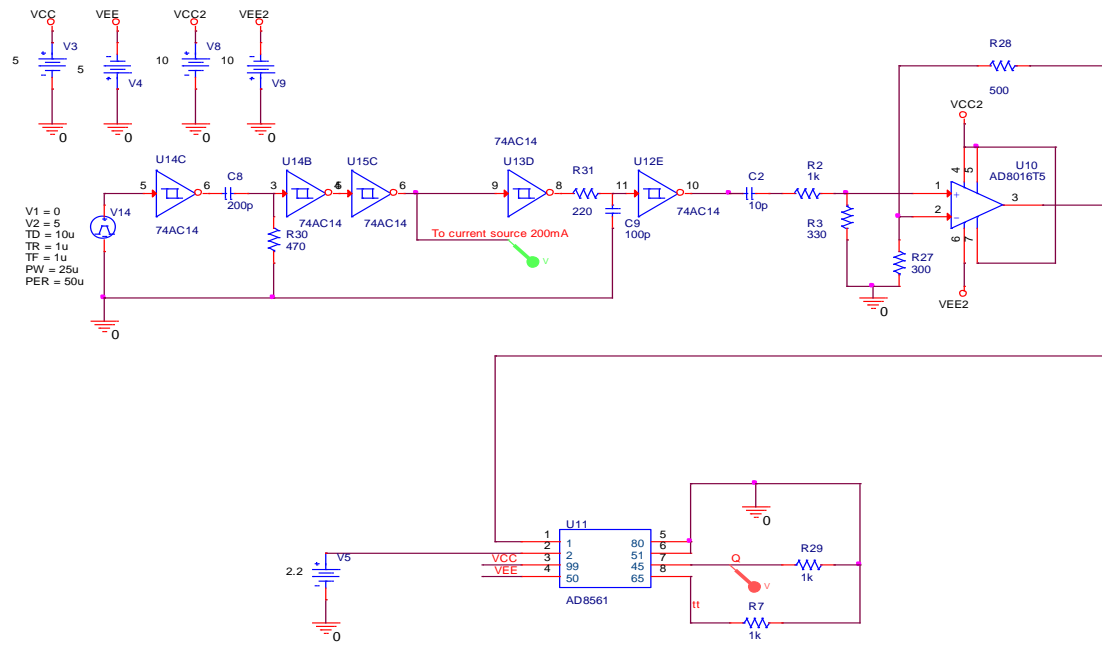 VCC VEE VCC2 VEE2
5 V3 5 V4 10 V8 10 V9
0 0 0 0
R28
500
VCC2
74AC14
U14C C8 U14B U15C U13D R31 U12E C2 R2 4 5 U10
1k AD8016T5
5 6 3 4 5 6 9 8 11 10 1 3
200p 220 10p 2
74AC14 R30 74AC14 74AC14 C9 74AC14 R3 6 7
470 100p 330 R27
300
V1 = 0
V2 = 5
TD = 10u
TR = 1u
TF = 1u
PW = 25u
PER = 50u
V14
To current source 200mA
V
VEE2
0 0
0
U11
1 1 80 5
2 2 51 6
VCC 3 99 45 7 Q R29
VEE 4 50 65 8 1k
V
V5
2.2
AD8561
tt R7
1k
0